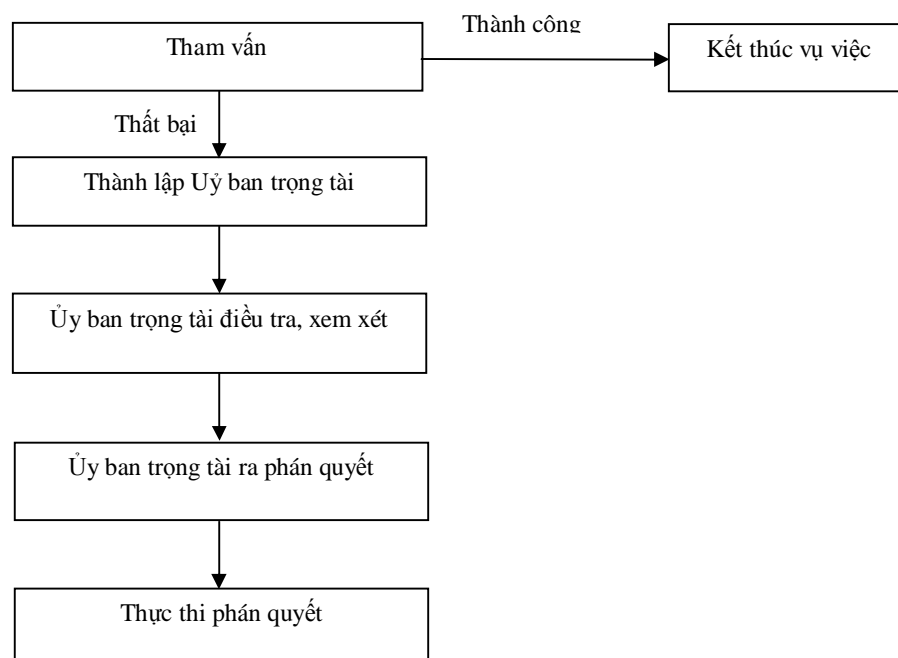 Thành công
Tham vấn
Kết thúc vụ việc
Thất bại
Thành lập Uỷ ban trọng tài
Ủy ban trọng tài điều tra, xem xét
Ủy ban trọng tài ra phán quyết
Thực thi phán quyết